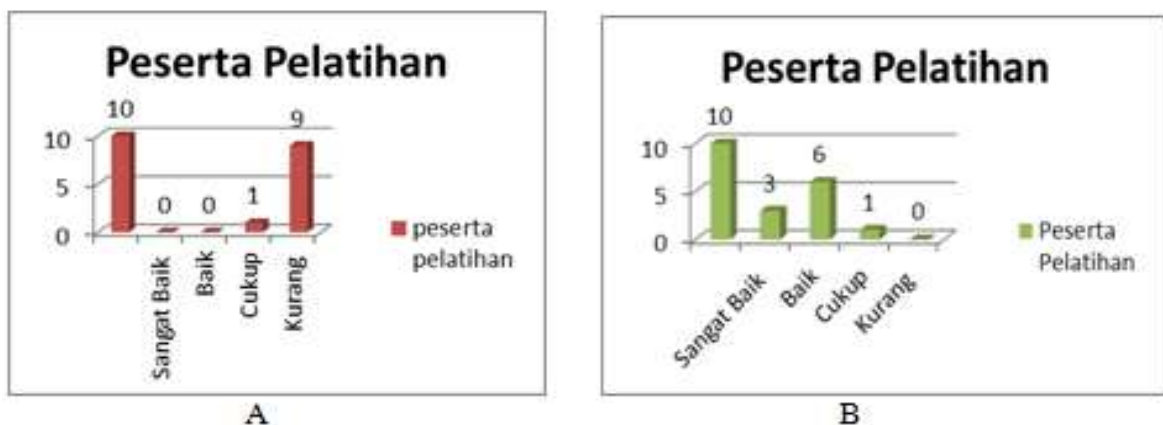 Peserta Pelatihan
10
0
0
1
9
10
5
0
Sangat Baik
Baik
Cukup
Kurang
peserta
pelatihan
A
Peserta Pelatihan
10
3
6
1
0
10
5
0
Sangat Baik
Baik
Cukup
Kurang
Peserta
Pelatihan
B